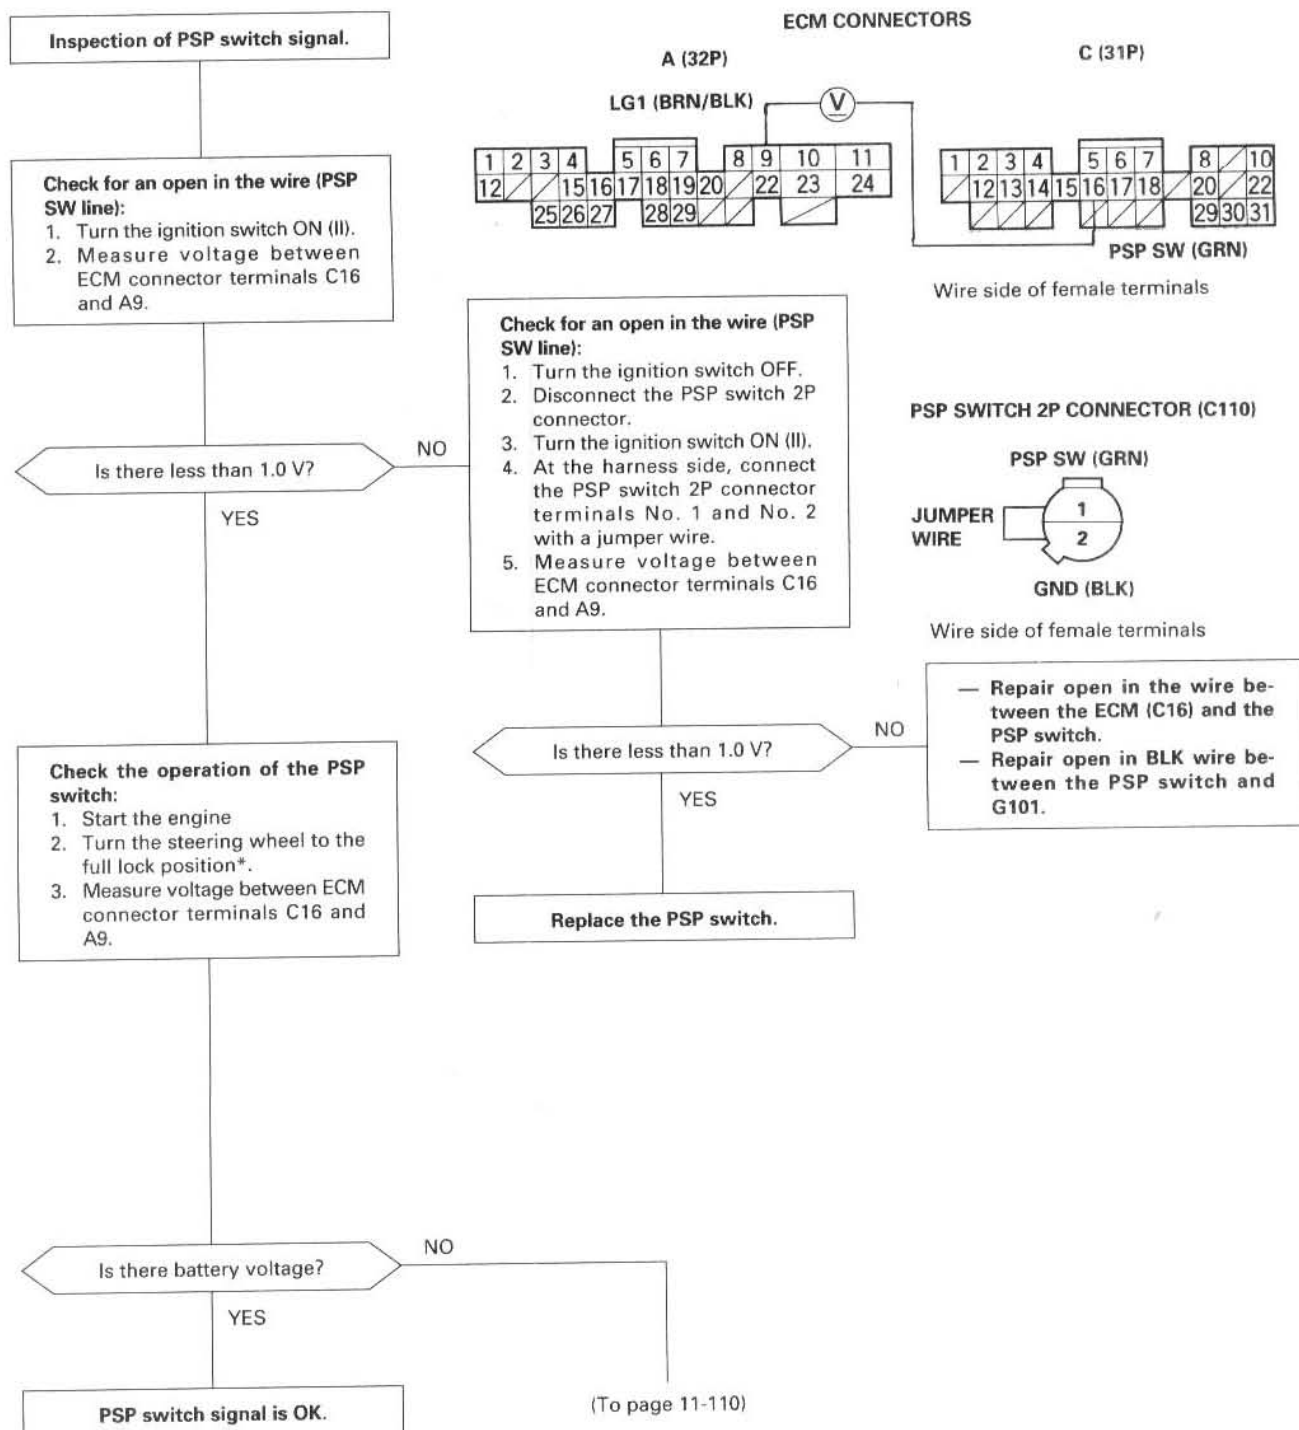 Inspection of PSP switch signal.
Check for an open in the wire (PSP
SW line):
1. Turn the ignition switch ON (II).
2. Measure voltage between
ECM connector terminals C16
and A9.
Is there less than 1.0 V?
NO
YES
Check the operation of the PSP
switch:
1. Start the engine
2. Turn the steering wheel to the
full lock position*.
3. Measure voltage between ECM
connector terminals C16 and
A9.
Is there battery voltage?
NO
YES
PSP switch signal is OK.
(To page 11-110)
Check for an open in the wire (PSP
SW line):
1. Turn the ignition switch OFF.
2. Disconnect the PSP switch 2P
connector.
3. Turn the ignition switch ON (II).
4. At the harness side, connect
the PSP switch 2P connector
terminals No. 1 and No. 2
with a jumper wire.
5. Measure voltage between
ECM connector terminals C16
and A9.
Is there less than 1.0 V?
NO
YES
Replace the PSP switch.
— Repair open in the wire be-
tween the ECM (C16) and the
PSP switch.
— Repair open in BLK wire be-
tween the PSP switch and
G101.
ECM CONNECTORS
A (32P)
LG1 (BRN/BLK)
V
1 2 3 4 5 6 7 8 9 10 11
12 15 16 17 18 19 20 22 23 24
25 26 27 28 29
C (31P)
1 2 3 4 5 6 7 8 10
12 13 14 15 16 17 18 20 22
29 30 31
PSP SW (GRN)
Wire side of female terminals
PSP SWITCH 2P CONNECTOR (C110)
PSP SW (GRN)
JUMPER
WIRE
1
2
GND (BLK)
Wire side of female terminals